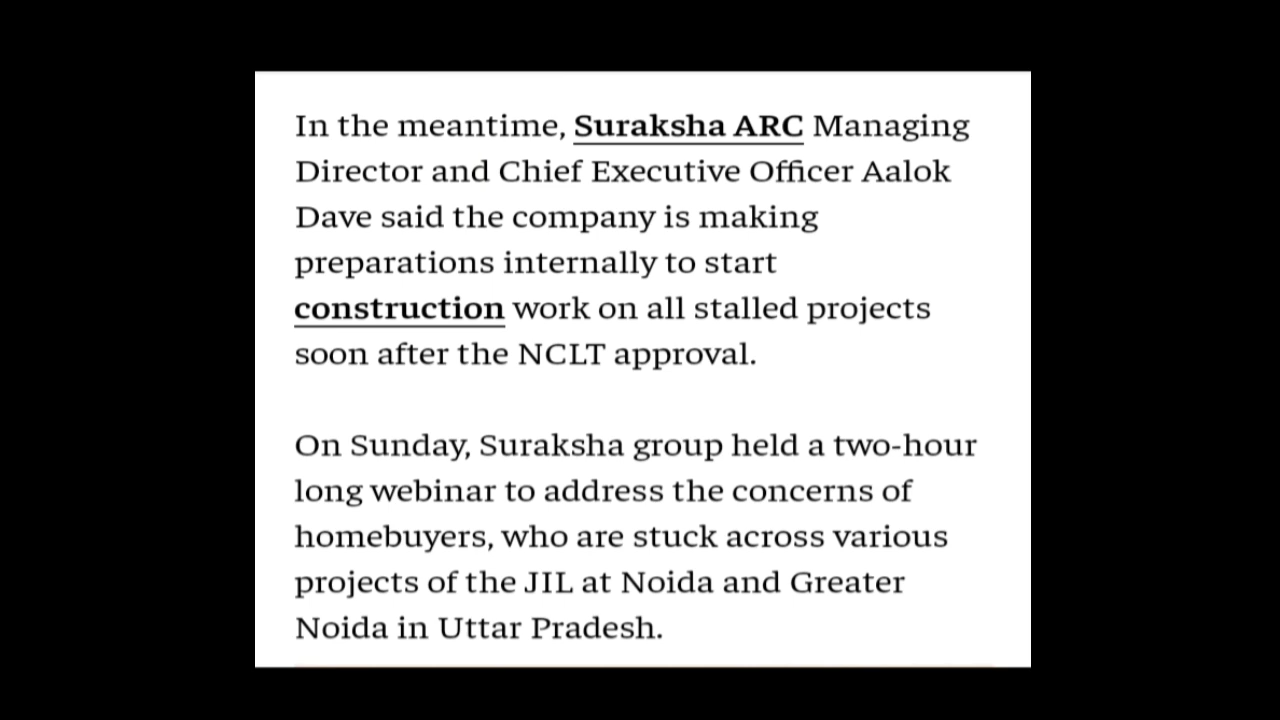 In the meantime, Suraksha ARC Managing
Director and Chief Executive Officer Aalok
Dave said the company is making
preparations internally to start
construction work on all stalled projects
soon after the NCLT approval.
On Sunday, Suraksha group held a two-hour
long webinar to address the concerns of
homebuyers, who are stuck across various
projects of the JIL at Noida and Greater
Noida in Uttar Pradesh.